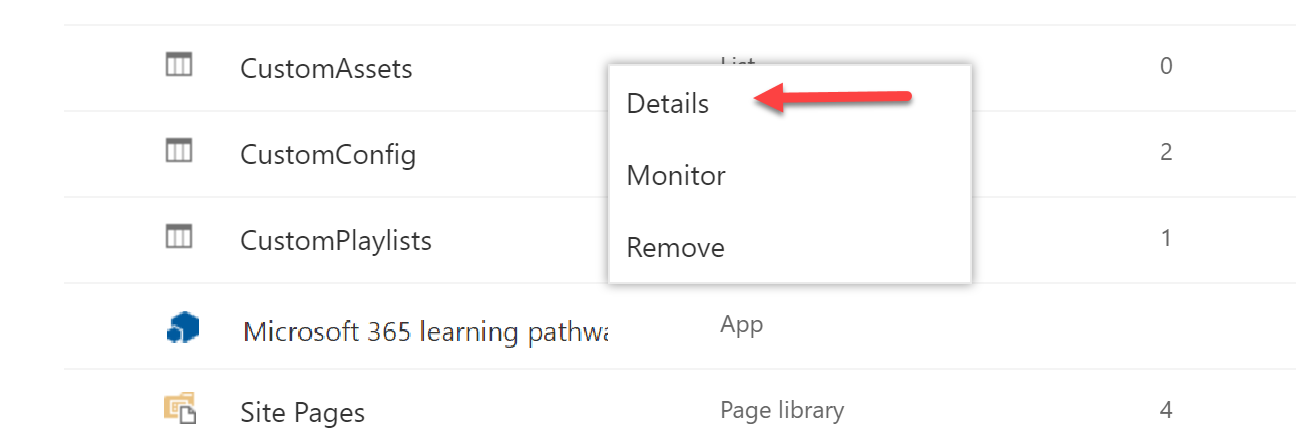 CustomAssets List 0
Details
CustomConfig 2
Monitor
CustomPlaylists 1
Remove
Microsoft 365 learning App
Site Pages Page library 4